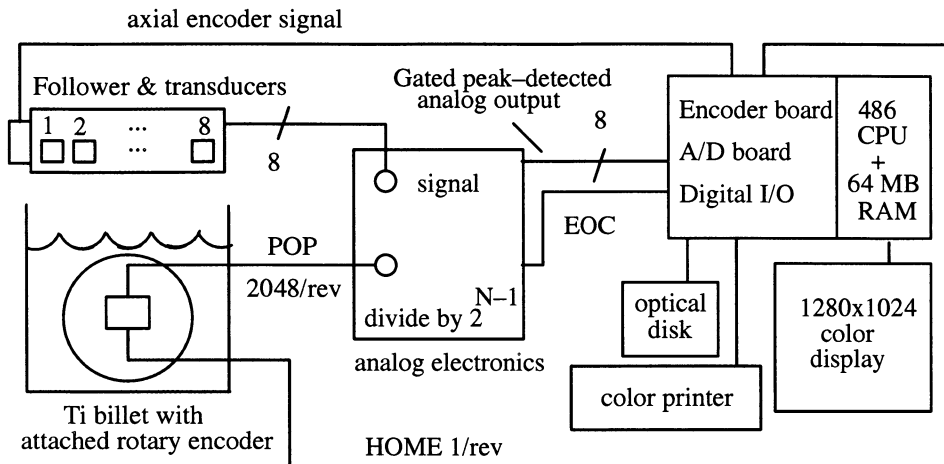 axial encoder signal
Follower & transducers
1 2 ... 8
...
8
Gated peak–detected
analog output
8
Encoder board
A/D board
Digital I/O
486
CPU
+
64 MB
RAM
signal
EOC
POP
2048/rev
N–1
divide by 2
analog electronics
optical
disk
color printer
1280x1024
color
display
Ti billet with
attached rotary encoder
HOME 1/rev